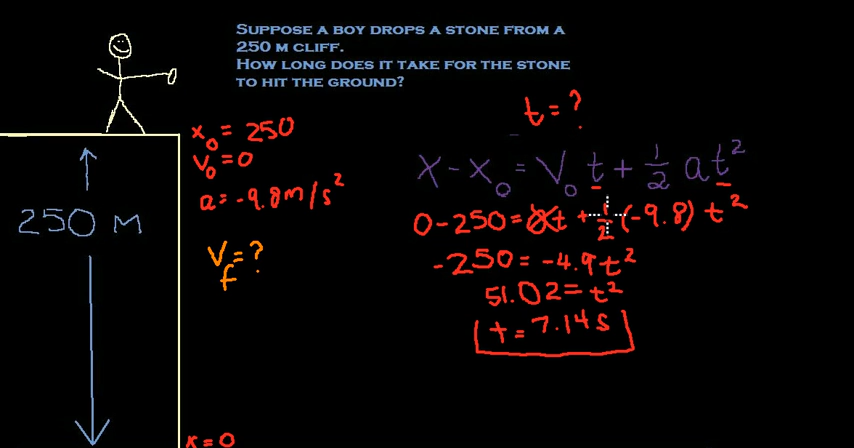 SUPPOSE A BOY DROPS A STONE FROM A
250 M CLIFF.
HOW LONG DOES IT TAKE FOR THE STONE
TO HIT THE GROUND?
t = ?
x₀ = 250
v₀ = 0
a = -9.8 m/s²
250 M
V_f = ?
x - x₀ = V₀ t + 1/2 a t²
0 - 250 = 0t + 1/2 (-9.8) t²
-250 = -4.9t²
51.02 = t²
t = 7.14 s
x = 0